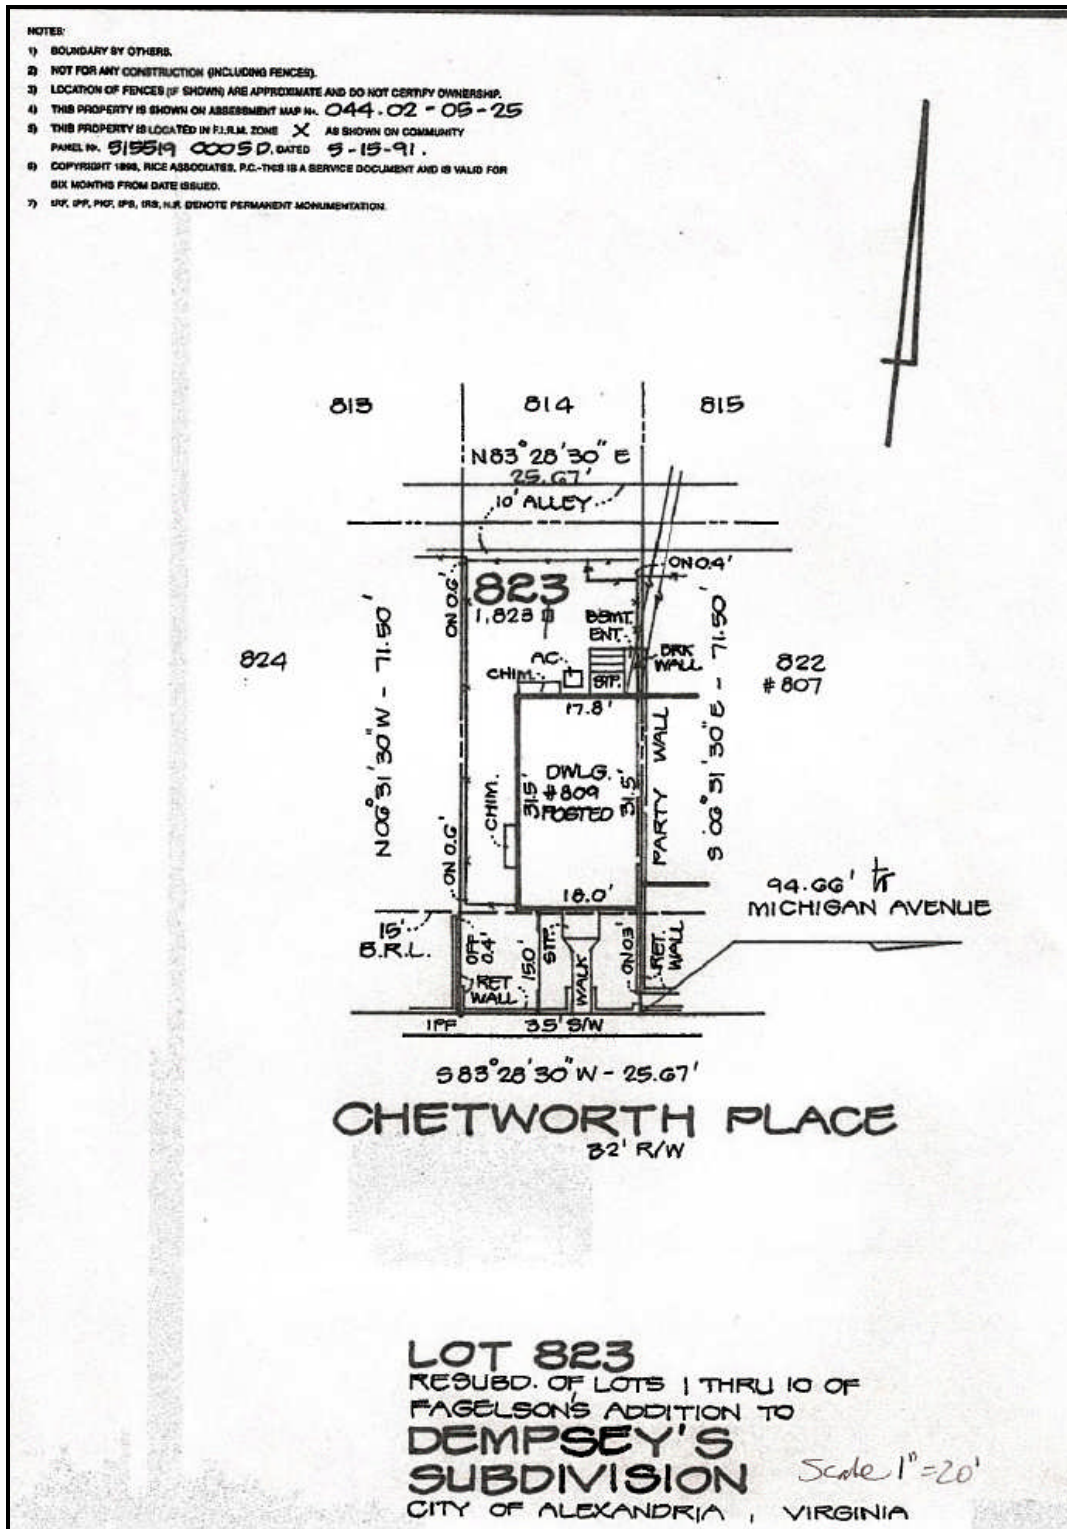 NOTES:
1) BOUNDARY BY OTHERS.
2) NOT FOR ANY CONSTRUCTION (INCLUDING FENCES).
3) LOCATION OF FENCES (IF SHOWN) ARE APPROXIMATE AND DO NOT CERTIFY OWNERSHIP.
4) THIS PROPERTY IS SHOWN ON ASSESSMENT MAP No. 044.02-05-25
5) THIS PROPERTY IS LOCATED IN F.I.R.M. ZONE X AS SHOWN ON COMMUNITY
PANEL No. 515519 0005 D, DATED 5-15-91.
6) COPYRIGHT 1998, RICE ASSOCIATES, P.C.-THIS IS A SERVICE DOCUMENT AND IS VALID FOR
SIX MONTHS FROM DATE ISSUED.
7) IRF, IPF, PKF, IPS, IRS, N.F. DENOTE PERMANENT MONUMENTATION.
813 814 815
N83°28'30" E
25.67'
10' ALLEY
ON 0.6'
ON 0.4'
823
1,823
BSMT.
ENT.
BRK
WALL
A.C.
CHIM.
STP.
824
822
#807
N06°31'30"W - 71.50'
S 06°31'30"E - 71.50'
17.8'
DWLG.
#809
POSTED
31.5'
31.5'
CHIM.
PARTY WALL
ON 0.6'
18.0'
94.66' to
MICHIGAN AVENUE
15'
B.R.L.
OFF
0.4'
RET
WALL
15.0'
STP.
WALK
ON 0.3'
RET.
WALL
IPF
3.5' S/W
S83°28'30"W - 25.67'
CHETWORTH PLACE
32' R/W
LOT 823
RESUBD. OF LOTS 1 THRU 10 OF
FAGELSON'S ADDITION TO
DEMPSEY'S
SUBDIVISION
Scale 1"=20'
CITY OF ALEXANDRIA , VIRGINIA